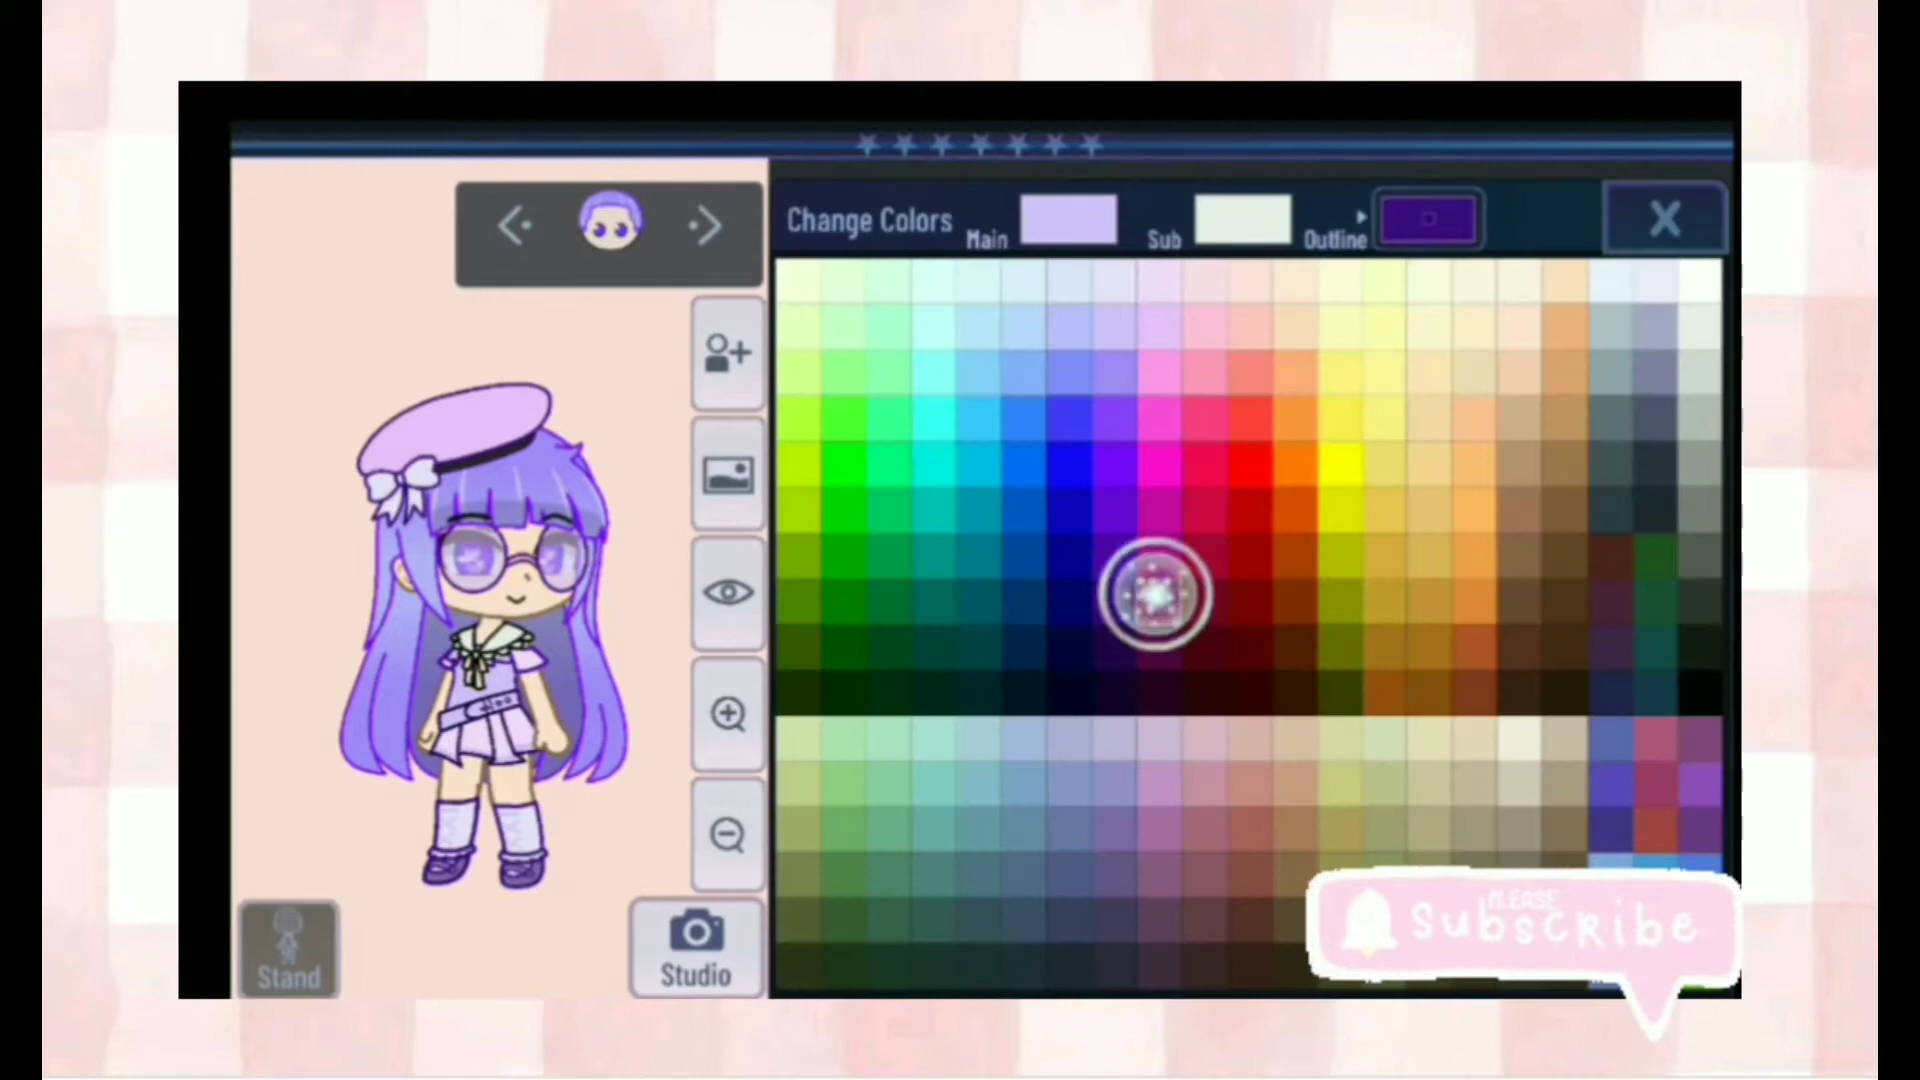 Change Colors
Main
Sub
Outline
X
Stand
Studio
PLEASE
Subscribe